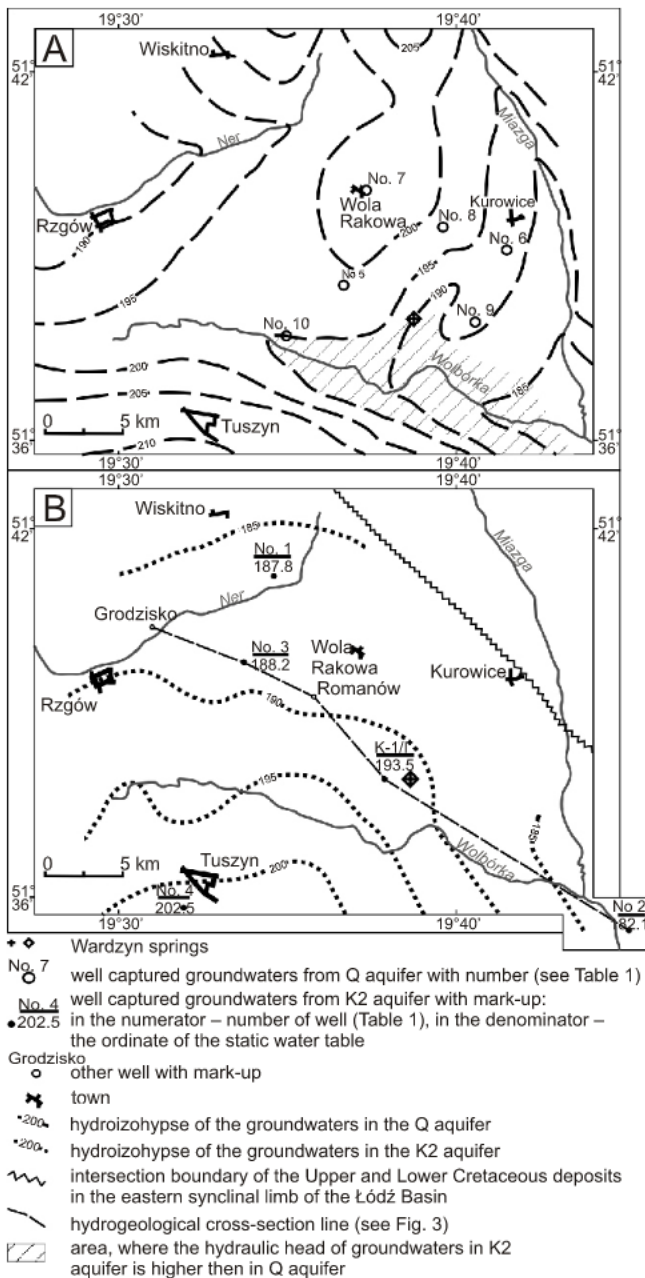 19°30'
19°40'
A
Wiskitno
205
51°
42'
51°
42'
Ner
Miazga
No. 7
Wola
Rakowa
Kurowice
No. 8
Rzgów
200
No. 6
190
185
No 5
190
195
No. 9
No. 10
Wolbórka
200
185
205
0 5 km
Tuszyn
51°
36'
210
51°
36'
19°30'
19°40'
B
Wiskitno
185
51°
42'
51°
42'
No. 1
187.8
Miazga
Ner
Grodzisko
No. 3
188.2
Wola
Rakowa
Romanów
Kurowice
Rzgów
190
K-1/I
193.5
195
185
0 5 km
Tuszyn
Wolbórka
51°
36'
200
51°
36'
No. 4
202.5
No 2
82.1
19°30'
19°40'
Wardzyn springs
No. 7
well captured groundwaters from Q aquifer with number (see Table 1)
No. 4
202.5
well captured groundwaters from K2 aquifer with mark-up:
in the numerator – number of well (Table 1), in the denominator –
the ordinate of the static water table
Grodzisko
other well with mark-up
town
200 hydroizohypse of the groundwaters in the Q aquifer
200 hydroizohypse of the groundwaters in the K2 aquifer
intersection boundary of the Upper and Lower Cretaceous deposits
in the eastern synclinal limb of the Łódź Basin
hydrogeological cross-section line (see Fig. 3)
area, where the hydraulic head of groundwaters in K2
aquifer is higher then in Q aquifer